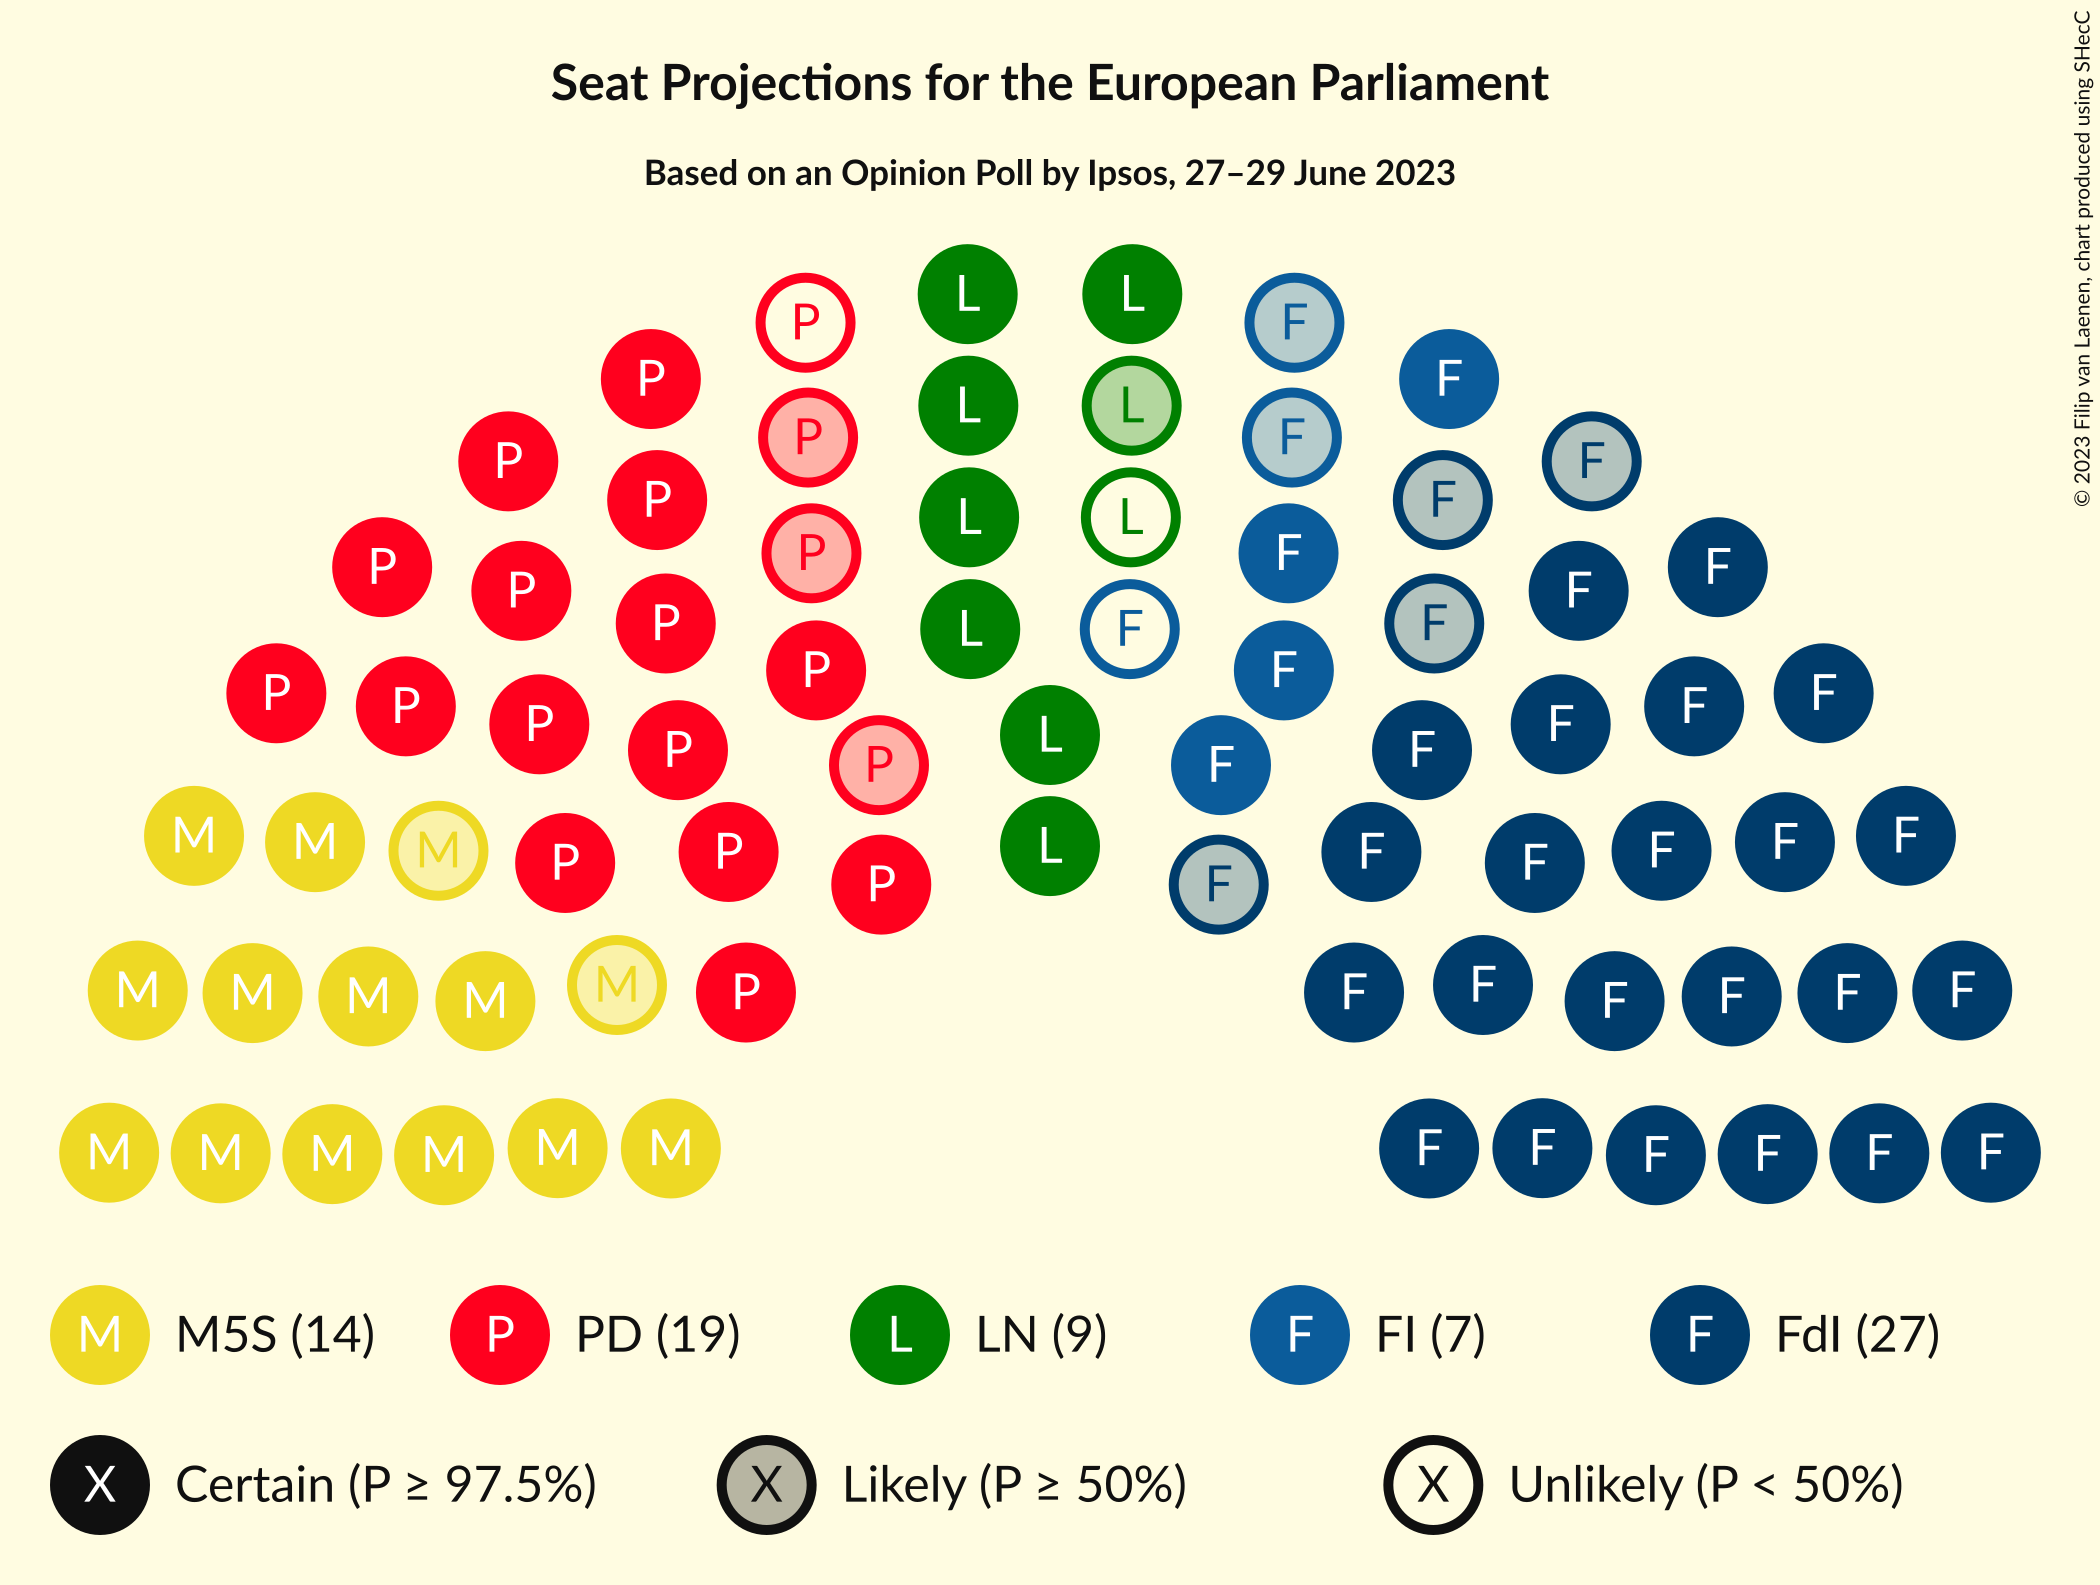 Seat Projections for the European Parliament
Based on an Opinion Poll by Ipsos, 27–29 June 2023
© 2023 Filip van Laenen, chart produced using SHecC
L L
P F
P F
L L
P F
P F
P F
L L
P F
P P F F
P F
L F
P F
P F
P F
P P F F
P P F F
L
P F
P F
M M M P P P L F F F F F F
M M M M M P F F F F F F
M M M M M M F F F F F F
M M5S (14) P PD (19) L LN (9) F FI (7) F FdI (27)
X Certain (P ≥ 97.5%) X Likely (P ≥ 50%) X Unlikely (P < 50%)